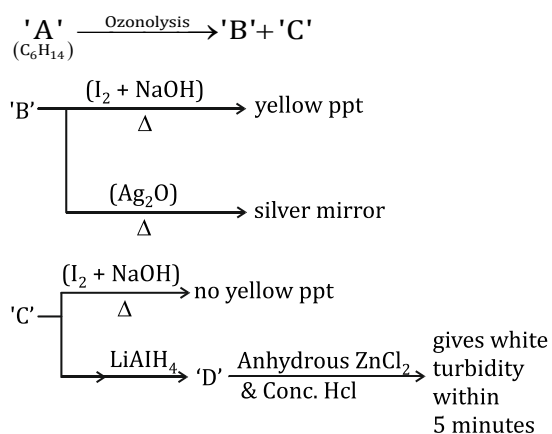 'A' Ozonolysis 'B'+ 'C'
(C₆H₁₄)
(I₂ + NaOH)
'B' yellow ppt
Δ
(Ag₂O)
silver mirror
Δ
(I₂ + NaOH)
no yellow ppt
'C' Δ
LiAlH₄ 'D' Anhydrous ZnCl₂
& Conc. Hcl
gives white
turbidity
within
5 minutes